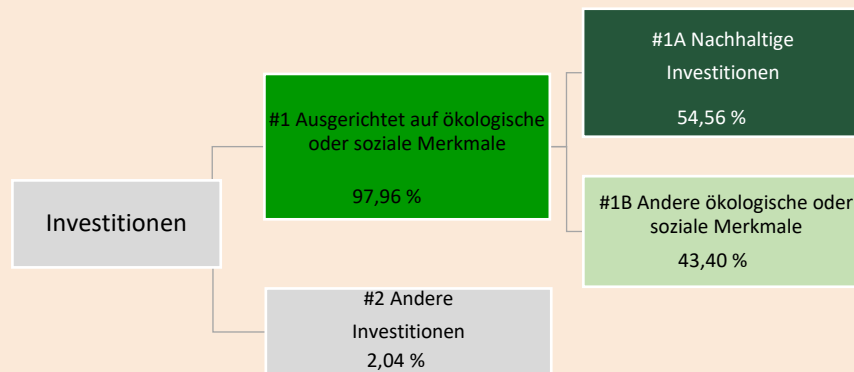 Investitionen
#1 Ausgerichtet auf ökologische
oder soziale Merkmale
97,96 %
#2 Andere
Investitionen
2,04 %
#1A Nachhaltige
Investitionen
54,56 %
#1B Andere ökologische oder
soziale Merkmale
43,40 %